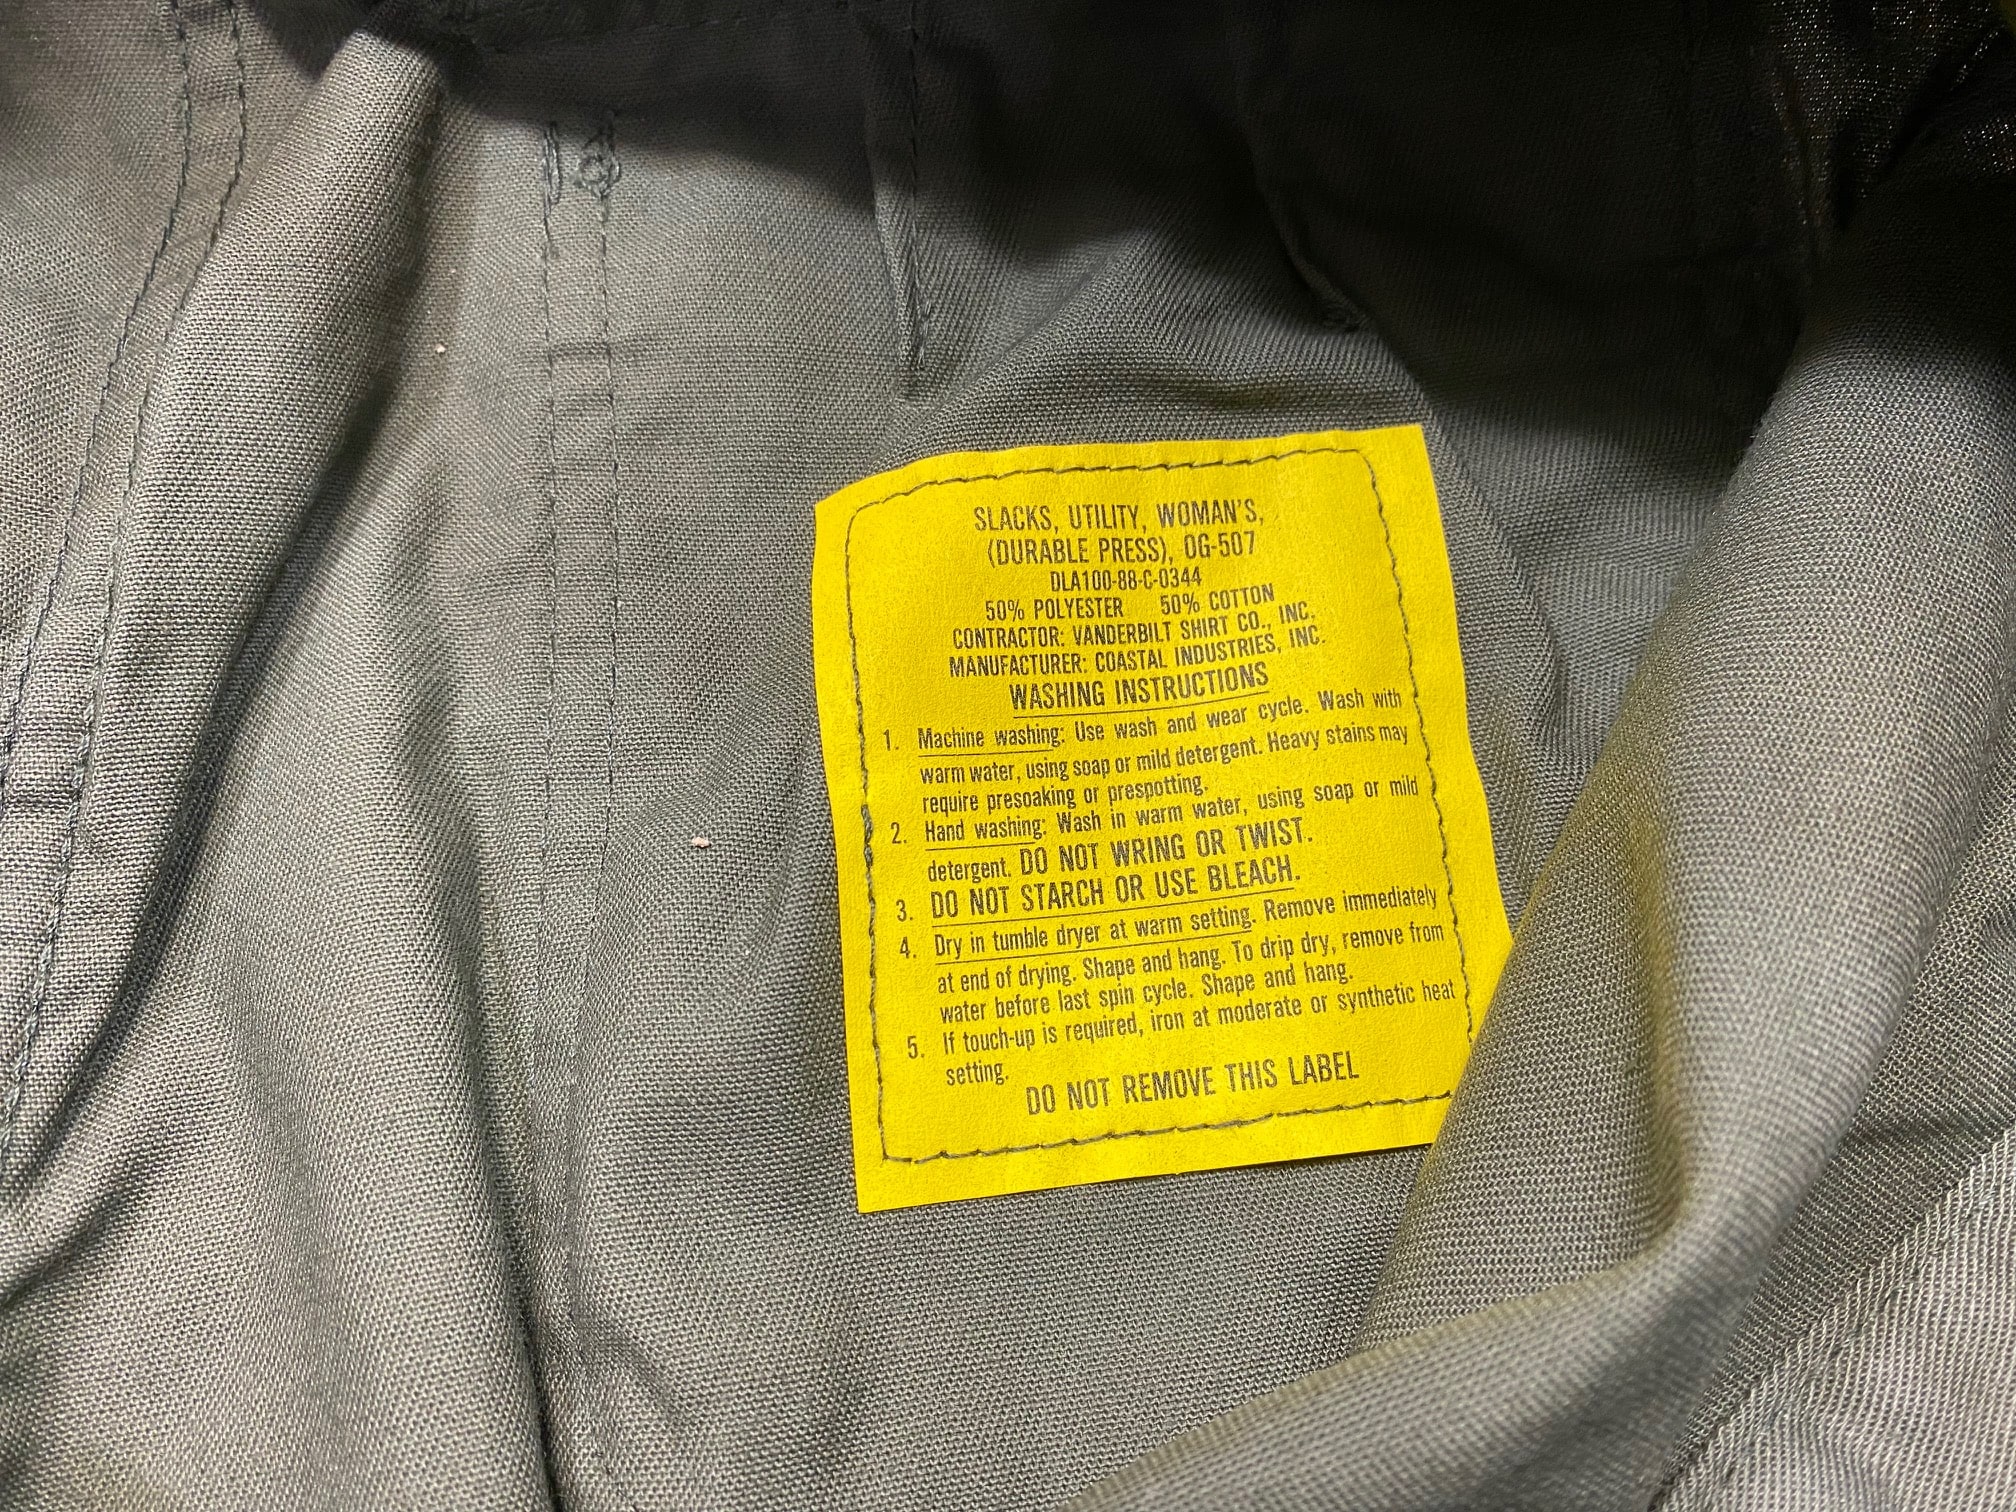 SLACKS, UTILITY, WOMAN'S,
(DURABLE PRESS), OG-507
DLA100-88-C-0344
50% POLYESTER 50% COTTON
CONTRACTOR: VANDERBILT SHIRT CO., INC.
MANUFACTURER: COASTAL INDUSTRIES, INC.
WASHING INSTRUCTIONS
1. Machine washing: Use wash and wear cycle. Wash with
warm water, using soap or mild detergent. Heavy stains may
require presoaking or prespotting.
2. Hand washing: Wash in warm water, using soap or mild
detergent. DO NOT WRING OR TWIST.
3. DO NOT STARCH OR USE BLEACH.
4. Dry in tumble dryer at warm setting. Remove immediately
at end of drying. Shape and hang. To drip dry, remove from
water before last spin cycle. Shape and hang.
5. If touch-up is required, iron at moderate or synthetic heat
setting.
DO NOT REMOVE THIS LABEL